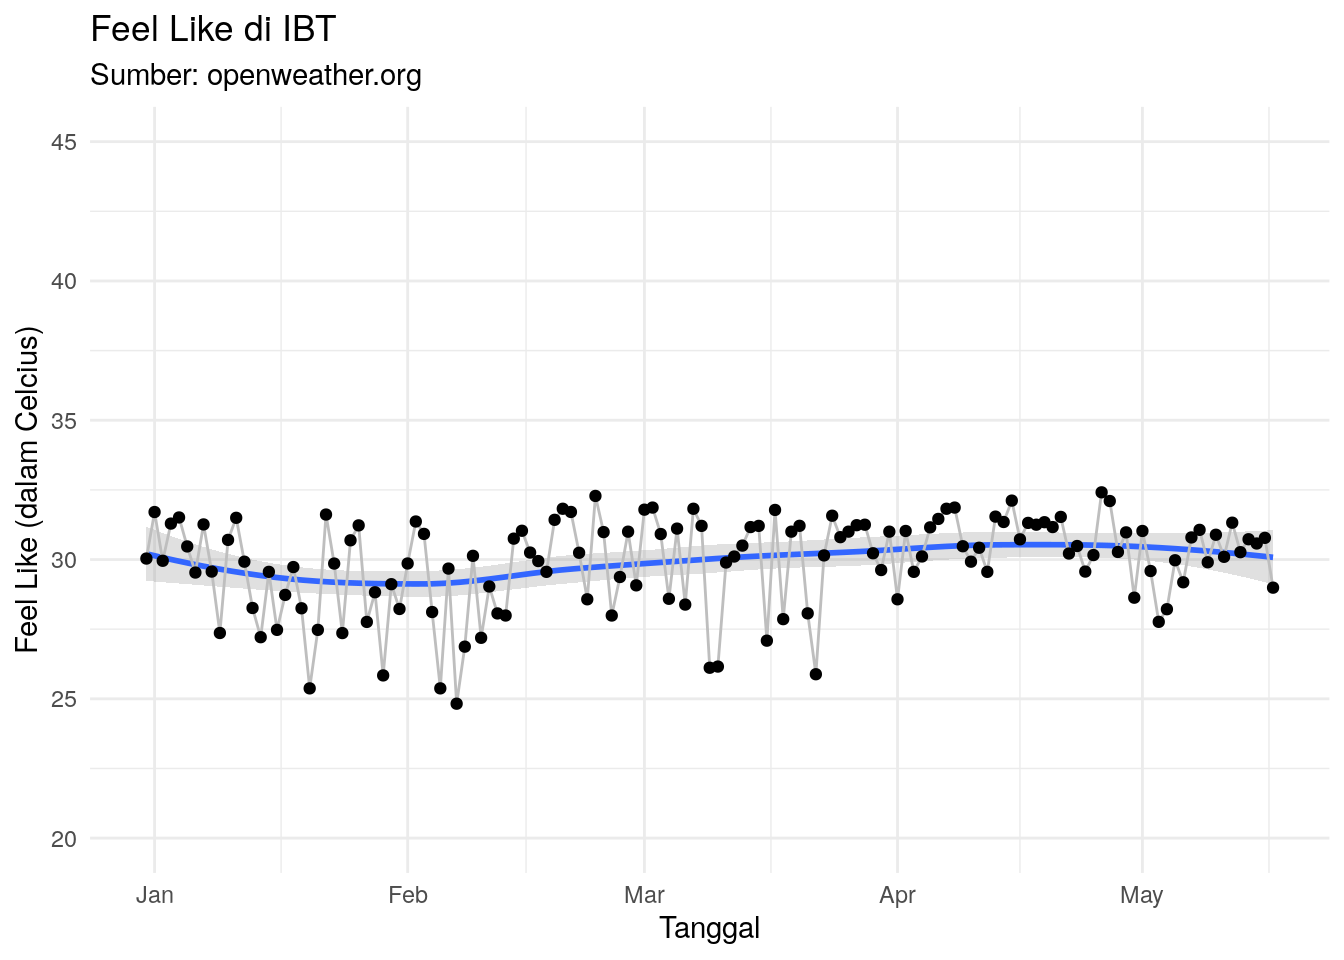 Feel Like di IBT
Sumber: openweather.org
Feel Like (dalam Celcius)
45
40
35
30
25
20
Jan Feb Mar Apr May
Tanggal